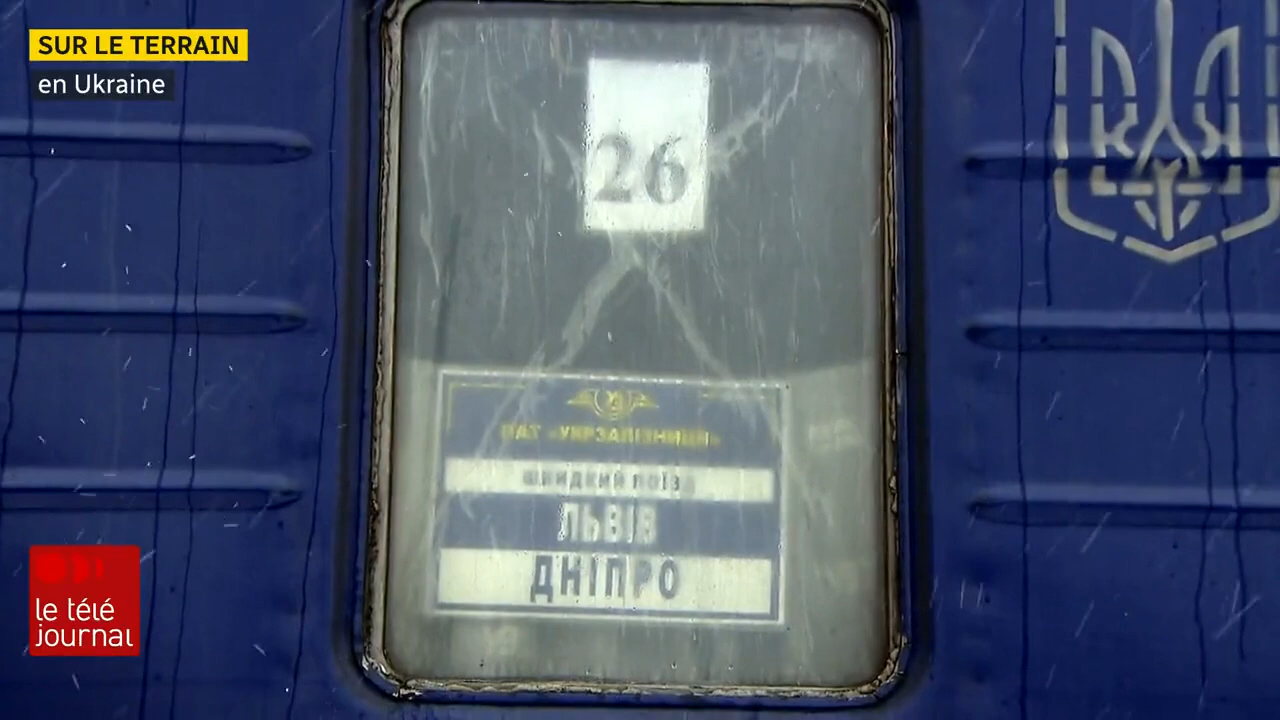 SUR LE TERRAIN
en Ukraine
26
ПАТ «УКРЗАЛІЗНИЦЯ»
ШВИДКИЙ ПОЇЗД
ЛЬВІВ
ДНІПРО
le télé
journal